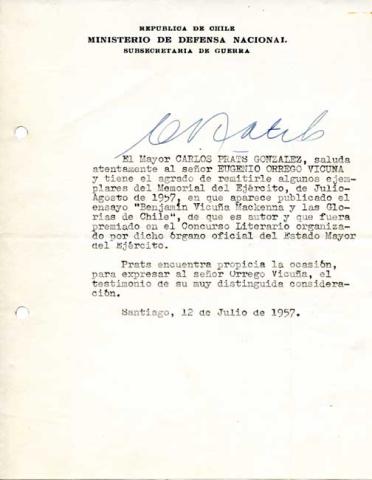 REPUBLICA DE CHILE
MINISTERIO DE DEFENSA NACIONAL
SUBSECRETARIA DE GUERRA
C Prats
El Mayor CARLOS PRATS GONZALEZ, saluda
atentamente al señor EUGENIO ORREGO VICUÑA
y tiene el agrado de remitirle algunos ejem-
plares del Memorial del Ejército, de Julio-
Agosto de 1957, en que aparece publicado el
ensayo "Benjamín Vicuña Mackenna y las Glo-
rias de Chile", de que es autor y que fuera
premiado en el Concurso Literario organiza-
do por dicho órgano oficial del Estado Mayor
del Ejército.
Prats encuentra propicia la ocasión,
para expresar al señor Orrego Vicuña, el
testimonio de su muy distinguida considera-
ción.
Santiago, 12 de Julio de 1957.